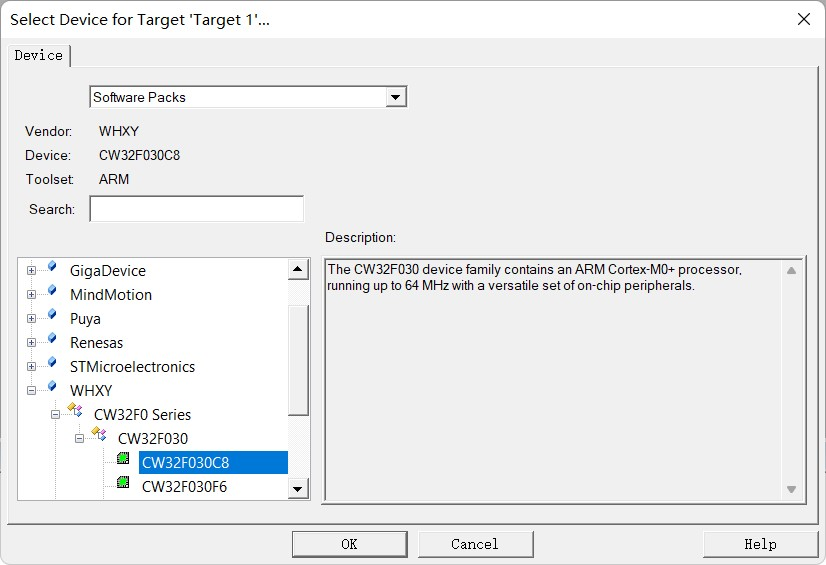 Select Device for Target 'Target 1'...
Device
Software Packs
Vendor: WHXY
Device: CW32F030C8
Toolset: ARM
Search:
Description:
GigaDevice
MindMotion
Puya
Renesas
STMicroelectronics
WHXY
CW32F0 Series
CW32F030
CW32F030C8
CW32F030F6
The CW32F030 device family contains an ARM Cortex-M0+ processor,
running up to 64 MHz with a versatile set of on-chip peripherals.
OK
Cancel
Help